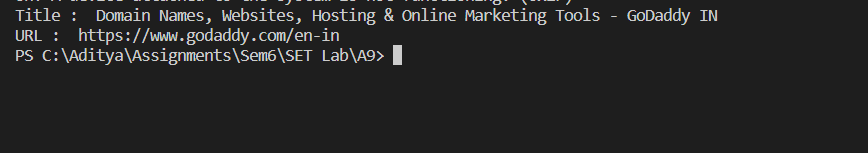 Title :  Domain Names, Websites, Hosting & Online Marketing Tools - GoDaddy IN
URL :  https://www.godaddy.com/en-in
PS C:\Aditya\Assignments\Sem6\SET Lab\A9>